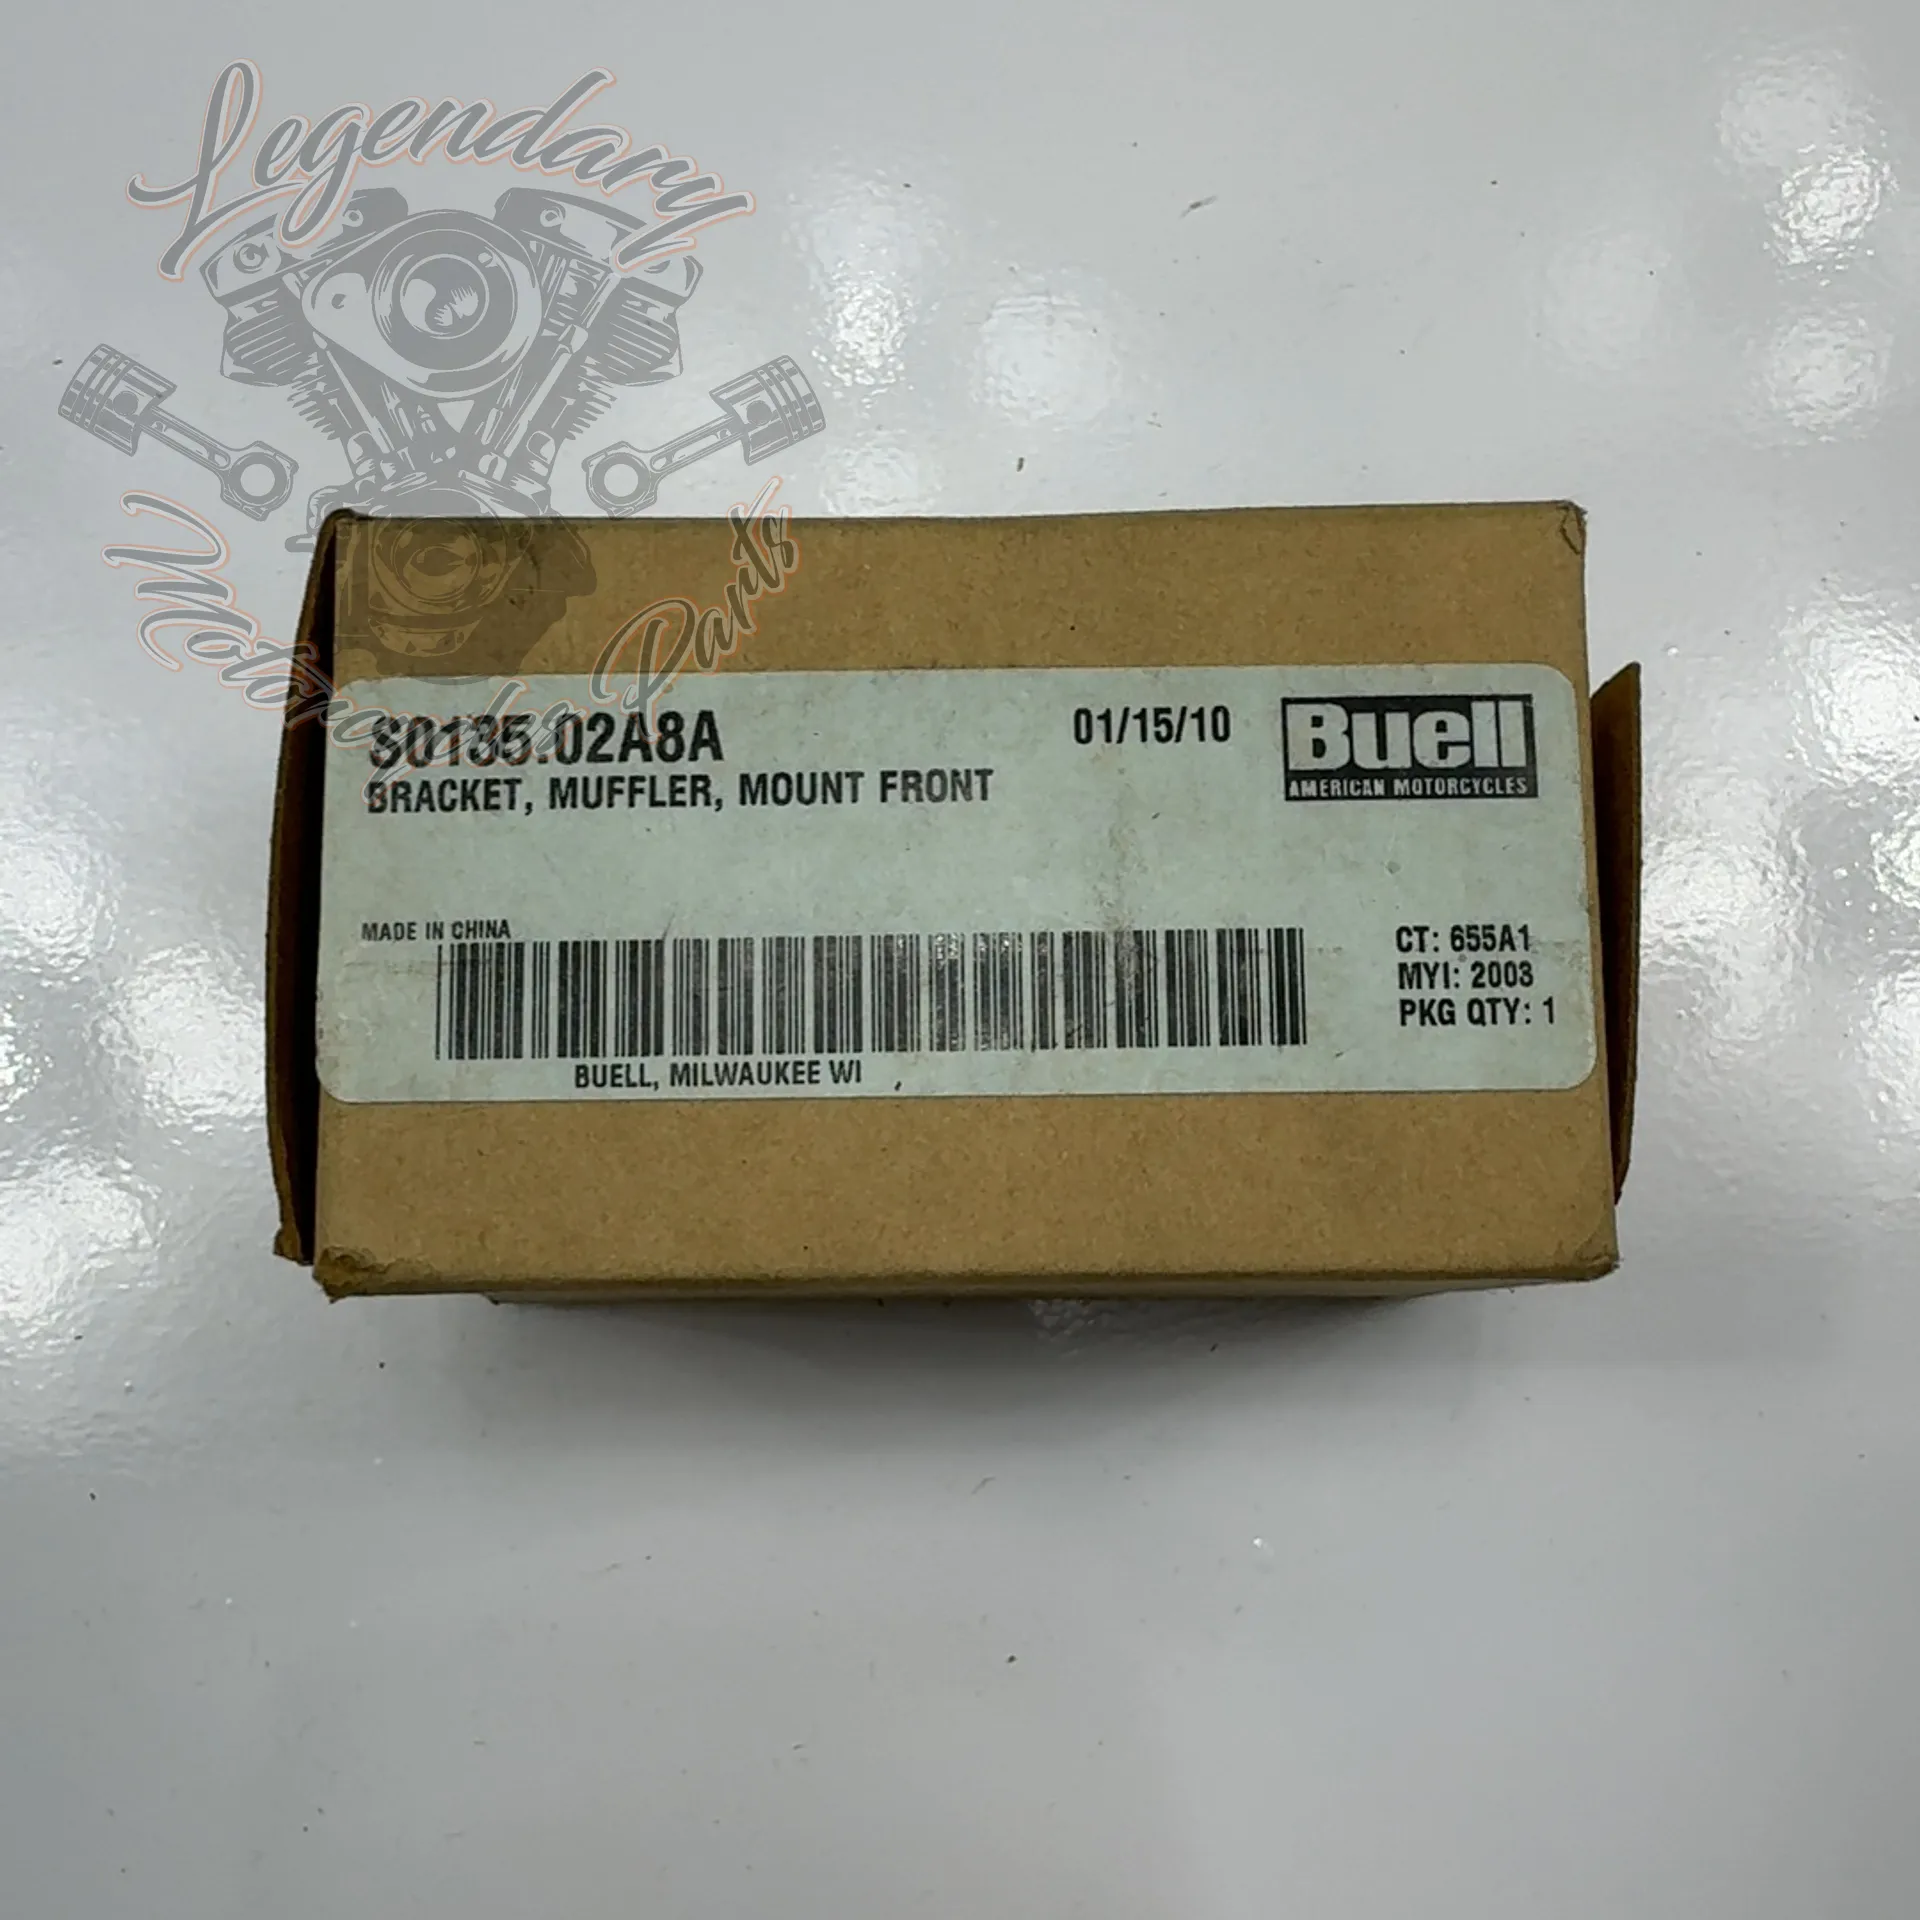 Legendary
Motorcycles Parts
S0135.02A8A
01/15/10
Buell
AMERICAN MOTORCYCLES
BRACKET, MUFFLER, MOUNT FRONT
MADE IN CHINA
CT: 655A1
MYI: 2003
PKG QTY: 1
BUELL, MILWAUKEE WI